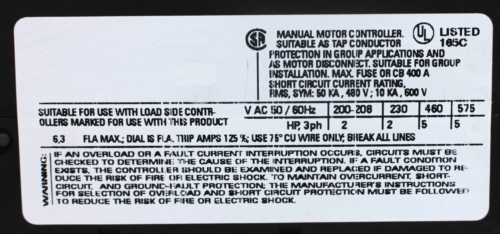 MANUAL MOTOR CONTROLLER.
SUITABLE AS TAP CONDUCTOR
PROTECTION IN GROUP APPLICATIONS AND
AS MOTOR DISCONNECT. SUITABLE FOR GROUP
INSTALLATION. MAX. FUSE OR CB 400 A
SHORT CIRCUIT CURRENT RATING,
RMS, SYM: 50 KA, 480 V ; 10 KA, 600 V
SA UL LISTED
165C
SUITABLE FOR USE WITH LOAD SIDE CONTR-
OLLERS MARKED FOR USE WITH THIS PRODUCT
V AC 50 / 60Hz 200-208 230 460 575
HP, 3ph 2 2 5 5
6,3 FLA MAX.; DIAL IS FLA. TRIP AMPS 125 %; USE 75° CU WIRE ONLY; BREAK ALL LINES
WARNING:
IF AN OVERLOAD OR A FAULT CURRENT INTERRUPTION OCCURS, CIRCUITS MUST BE
CHECKED TO DETERMINE THE CAUSE OF THE INTERRUPTION. IF A FAULT CONDITION
EXISTS, THE CONTROLLER SHOULD BE EXAMINED AND REPLACED IF DAMAGED TO RE-
DUCE THE RISK OF FIRE OR ELECTRIC SHOCK. TO MAINTAIN OVERCURRENT, SHORT-
CIRCUIT, AND GROUND-FAULT PROTECTION; THE MANUFACTURER'S INSTRUCTIONS
FOR SELECTION OF OVERLOAD AND SHORT CIRCUIT PROTECTION MUST BE FOLLOWED
TO REDUCE THE RISK OF FIRE OR ELECTRIC SHOCK.